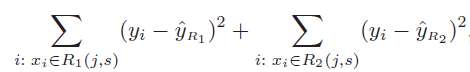 ∑_{i: x_i∈R_1(j,s)} (y_i − ŷ_{R_1})^2 + ∑_{i: x_i∈R_2(j,s)} (y_i − ŷ_{R_2})^2,